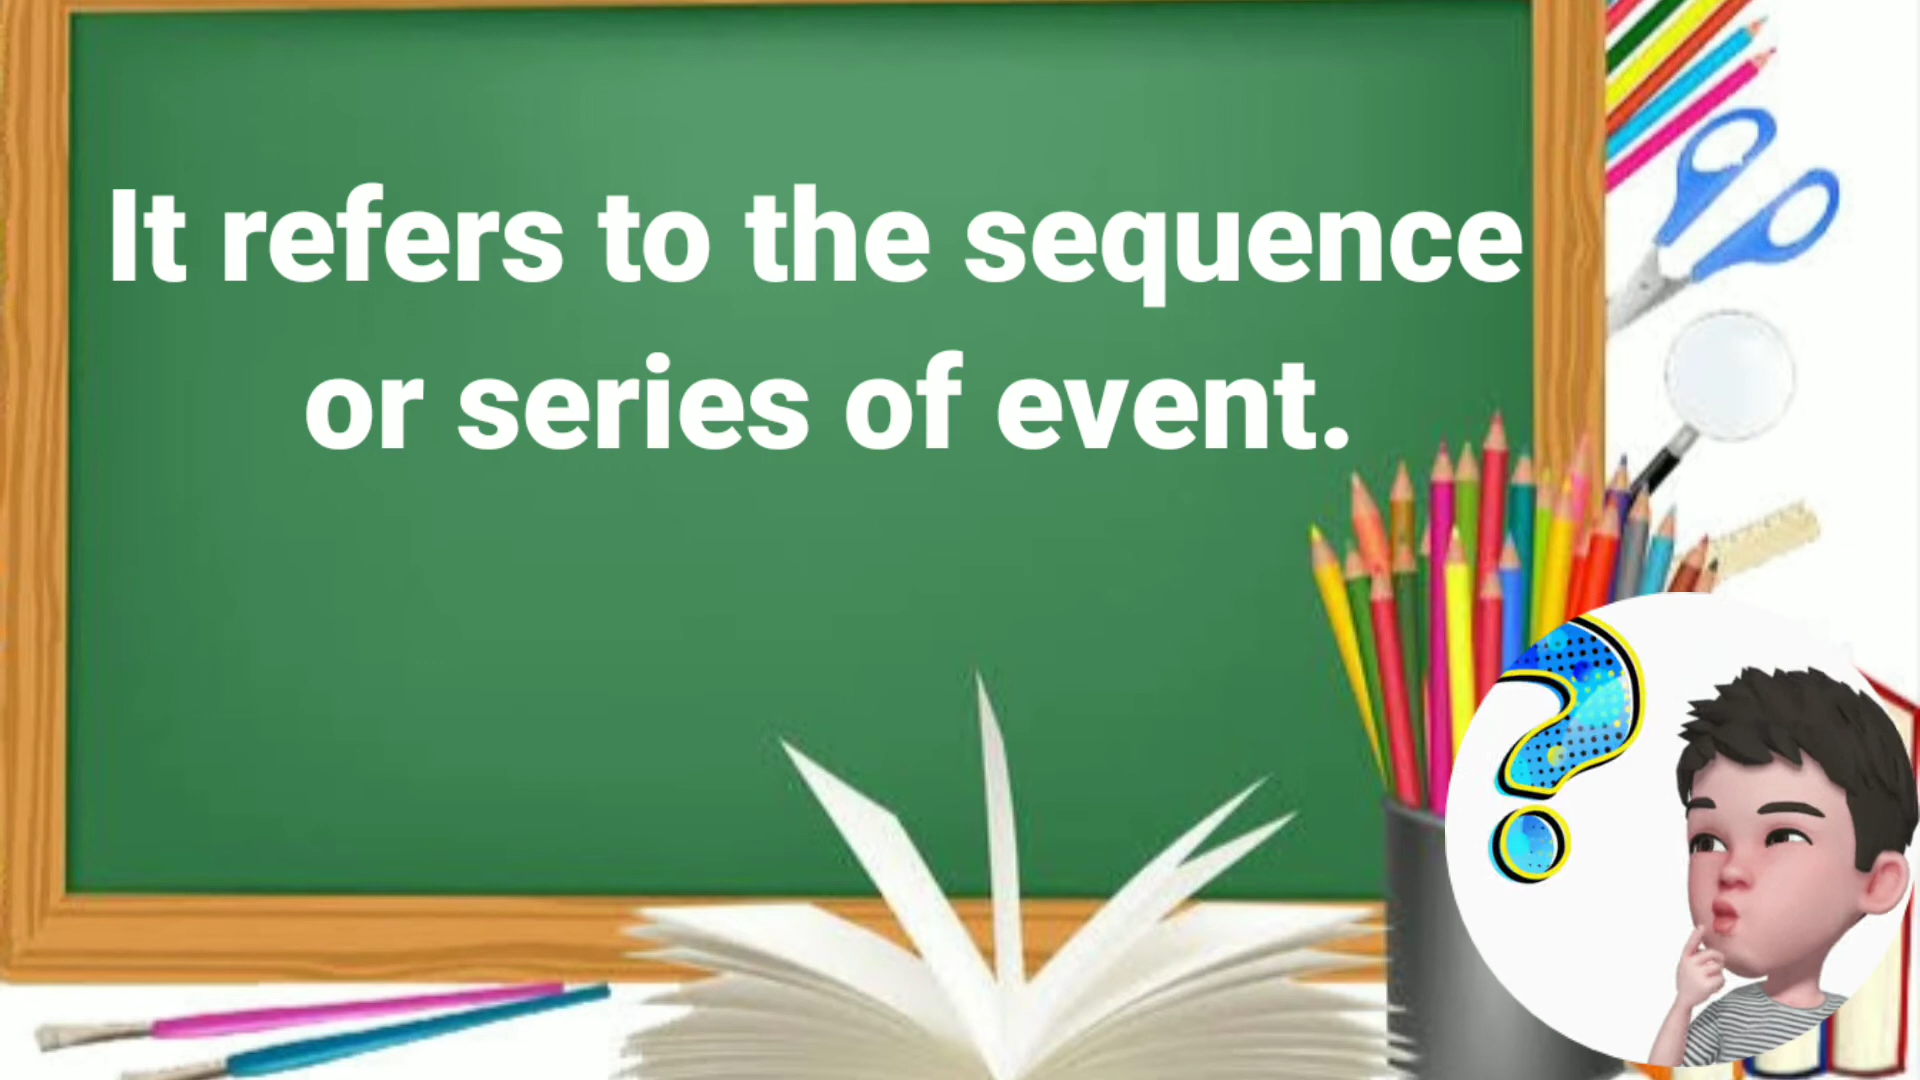 It refers to the sequence
or series of event.